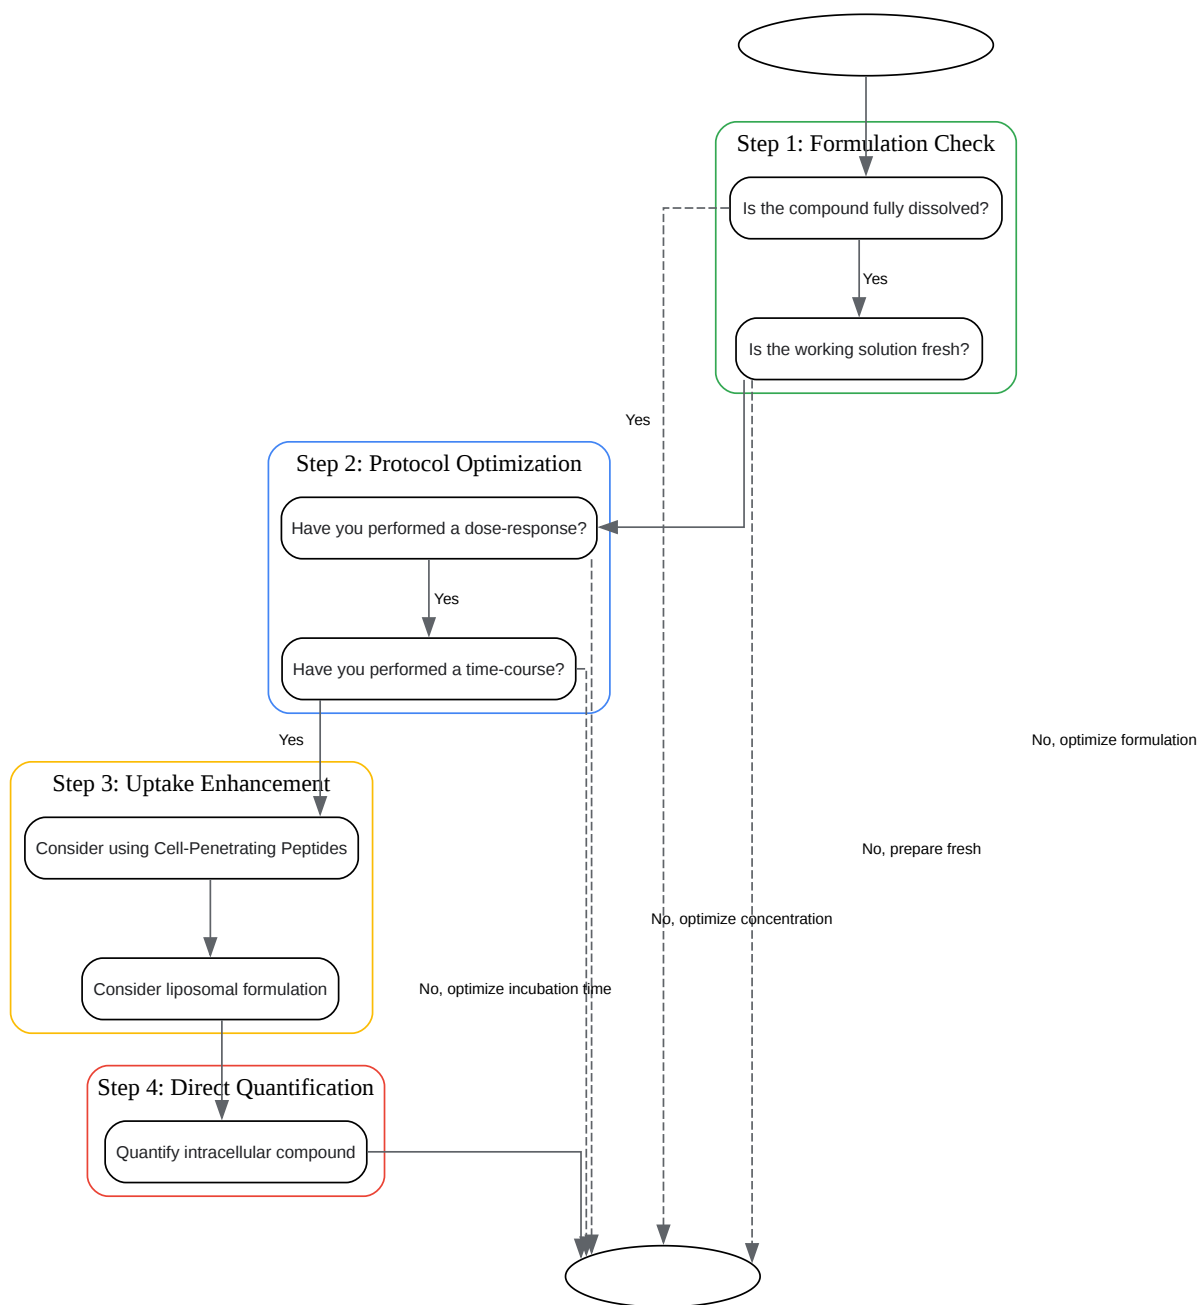 Step 1: Formulation Check
Is the compound fully dissolved?
Yes
Is the working solution fresh?
Yes
Step 2: Protocol Optimization
Have you performed a dose-response?
Yes
Have you performed a time-course?
Yes
No, optimize formulation
Step 3: Uptake Enhancement
Consider using Cell-Penetrating Peptides
No, prepare fresh
No, optimize concentration
Consider liposomal formulation
No, optimize incubation time
Step 4: Direct Quantification
Quantify intracellular compound